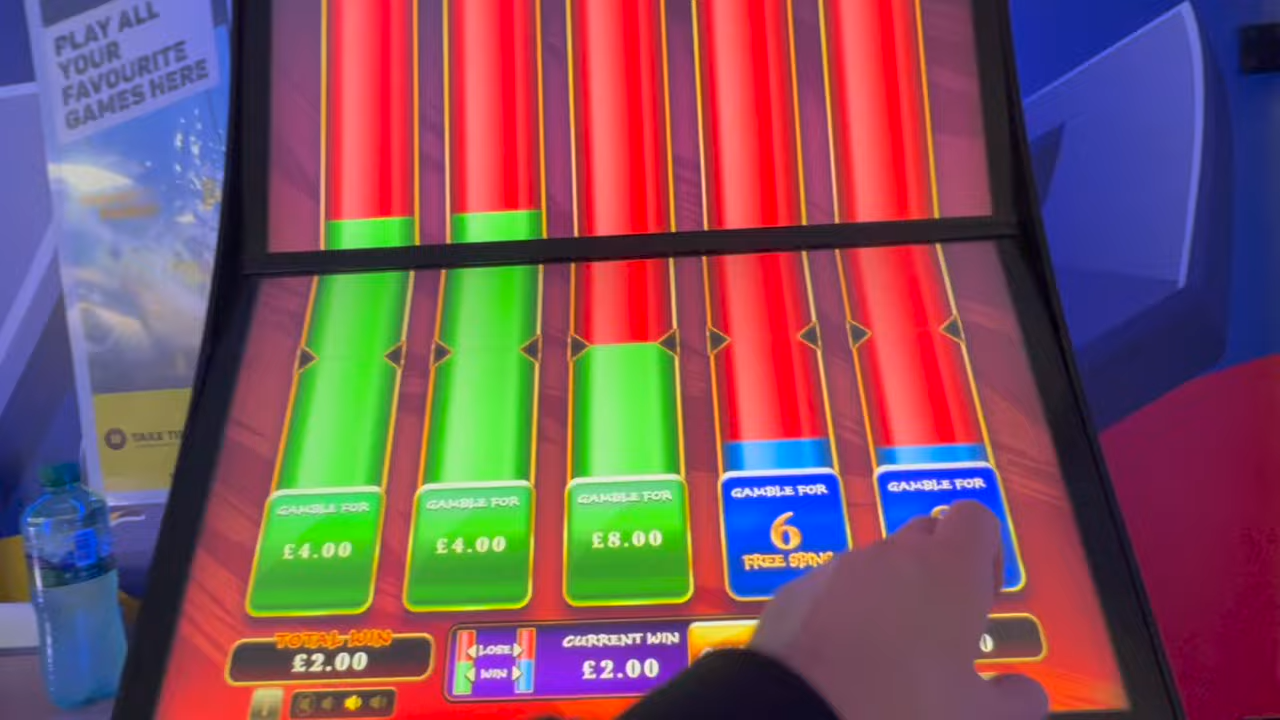 PLAY ALL
YOUR
FAVOURITE
GAMES HERE
TAKE
GAMBLE FOR
£4.00
GAMBLE FOR
£4.00
GAMBLE FOR
£8.00
GAMBLE FOR
6
FREE SPINS
GAMBLE FOR
TOTAL WIN
£2.00
LOSE
WIN
CURRENT WIN
£2.00